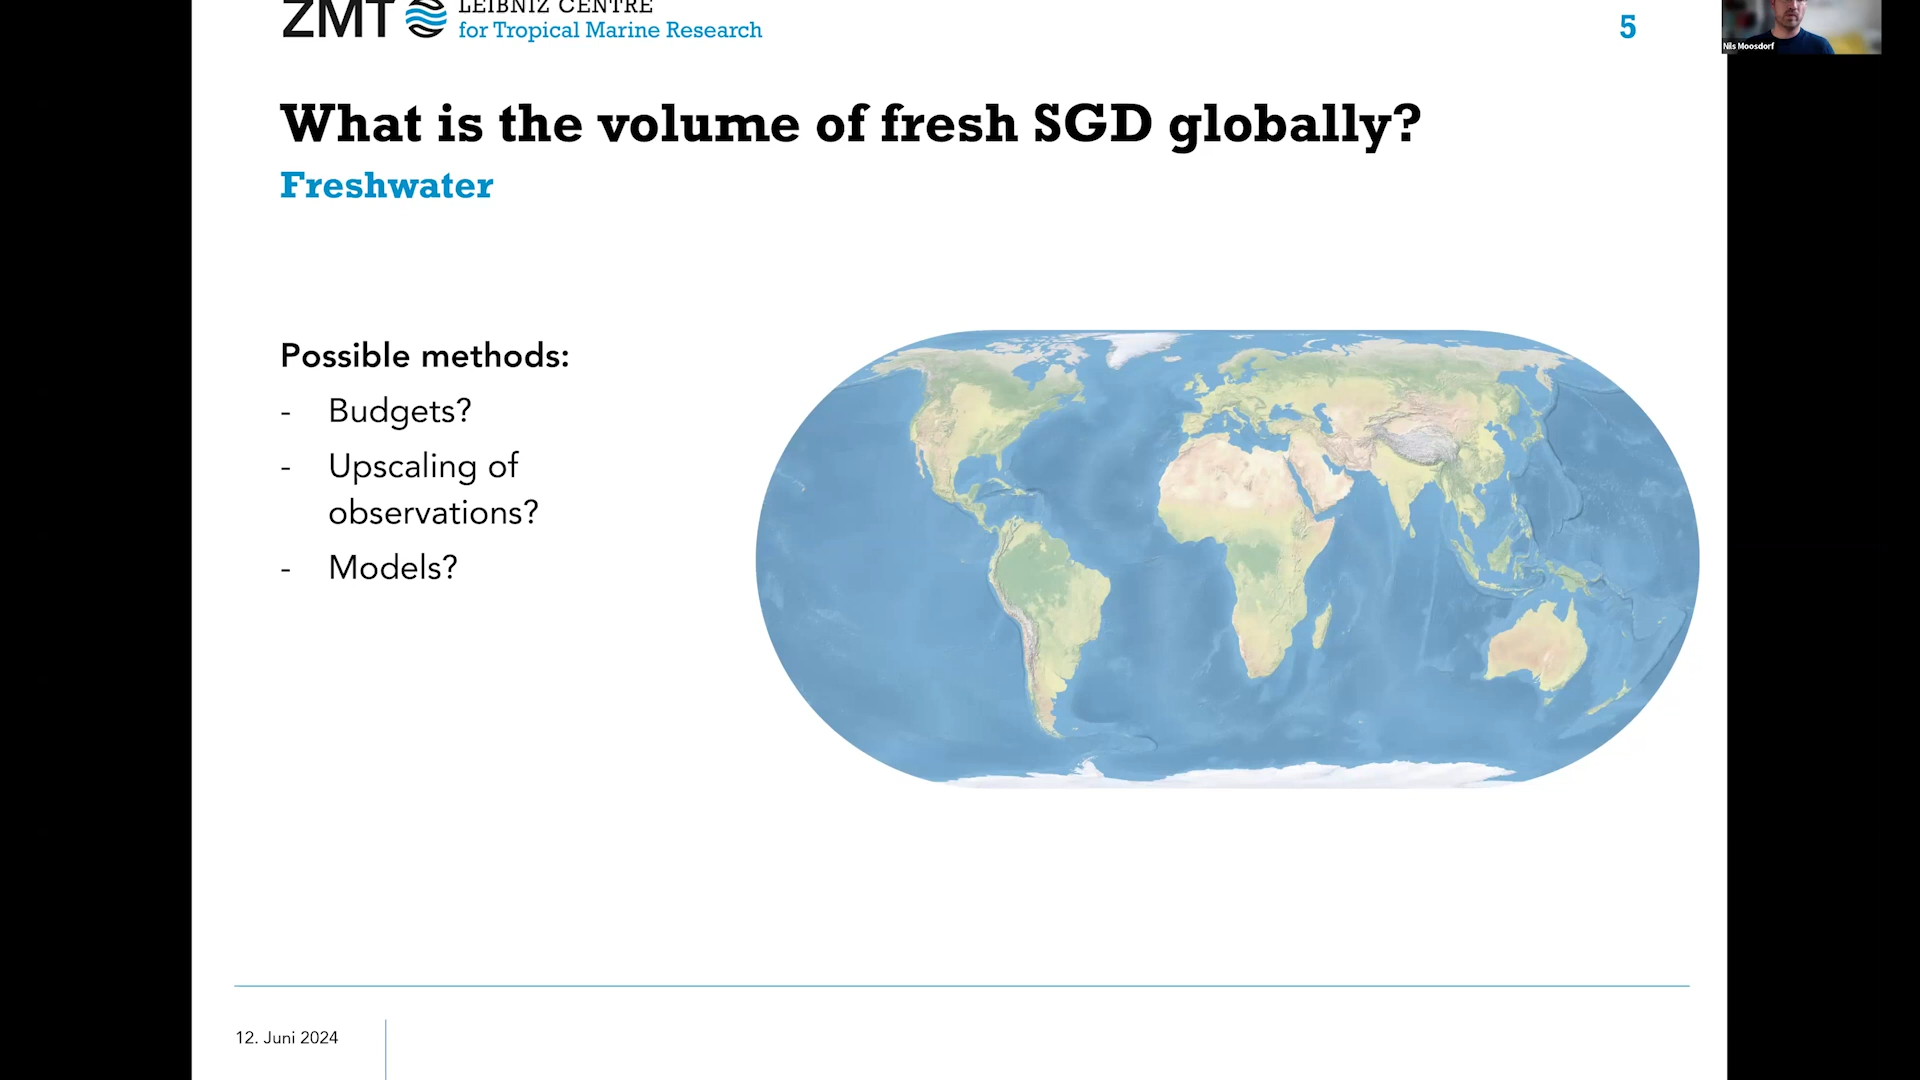 ZMT
LEIBNIZ CENTRE
for Tropical Marine Research
5
Nils Moosdorf
What is the volume of fresh SGD globally?
Freshwater
Possible methods:
- Budgets?
- Upscaling of
observations?
- Models?
12. Juni 2024